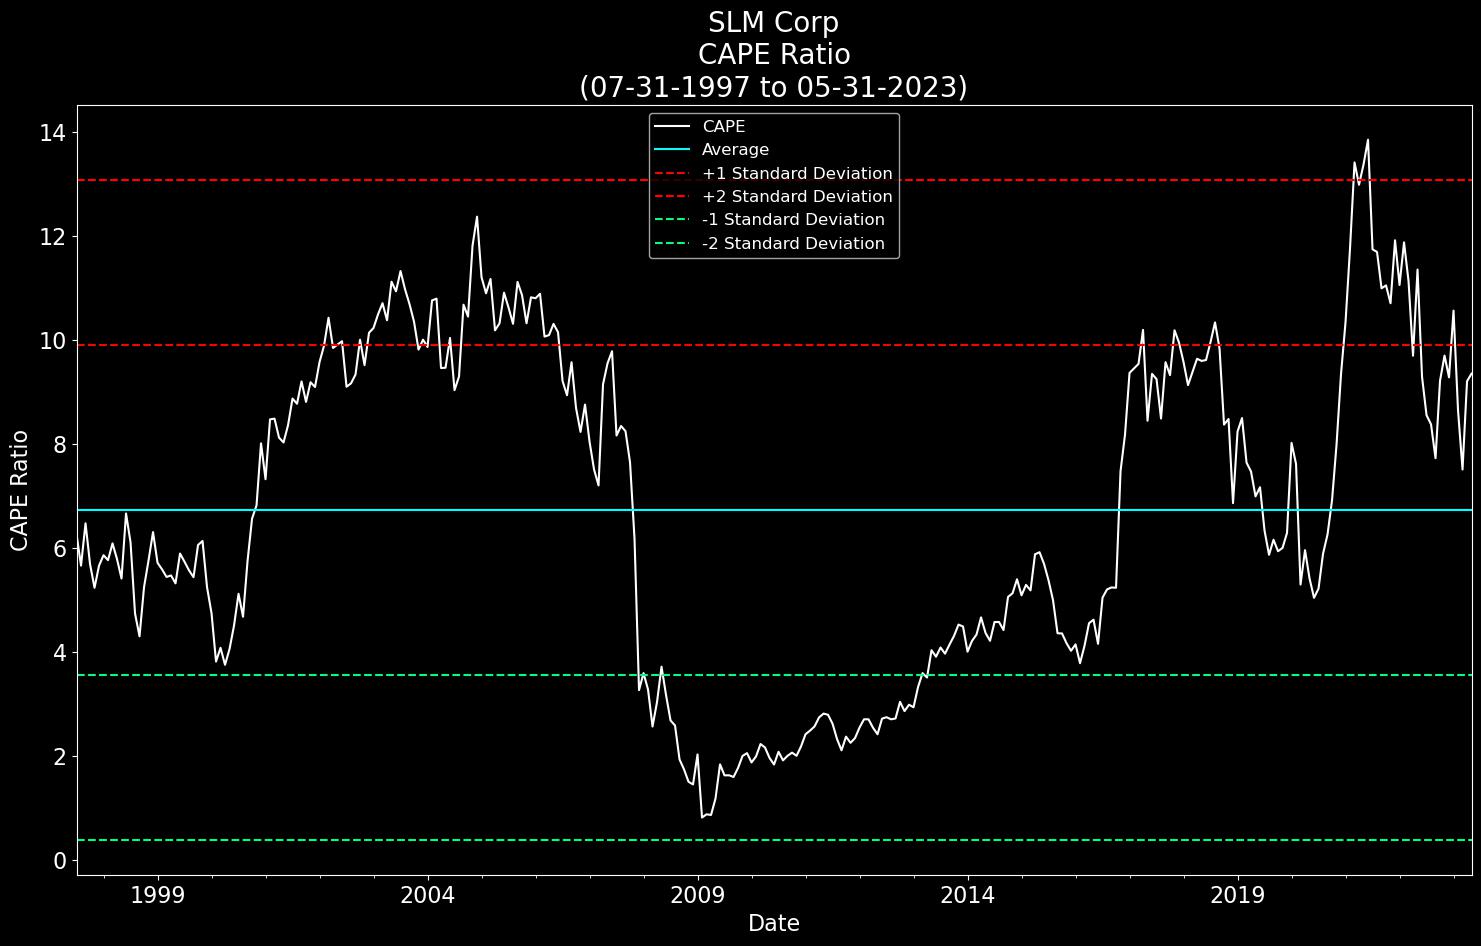 SLM Corp
CAPE Ratio
(07-31-1997 to 05-31-2023)
CAPE
Average
+1 Standard Deviation
+2 Standard Deviation
-1 Standard Deviation
-2 Standard Deviation
14
12
10
8
6
4
2
0
CAPE Ratio
1999
2004
2009
2014
2019
Date